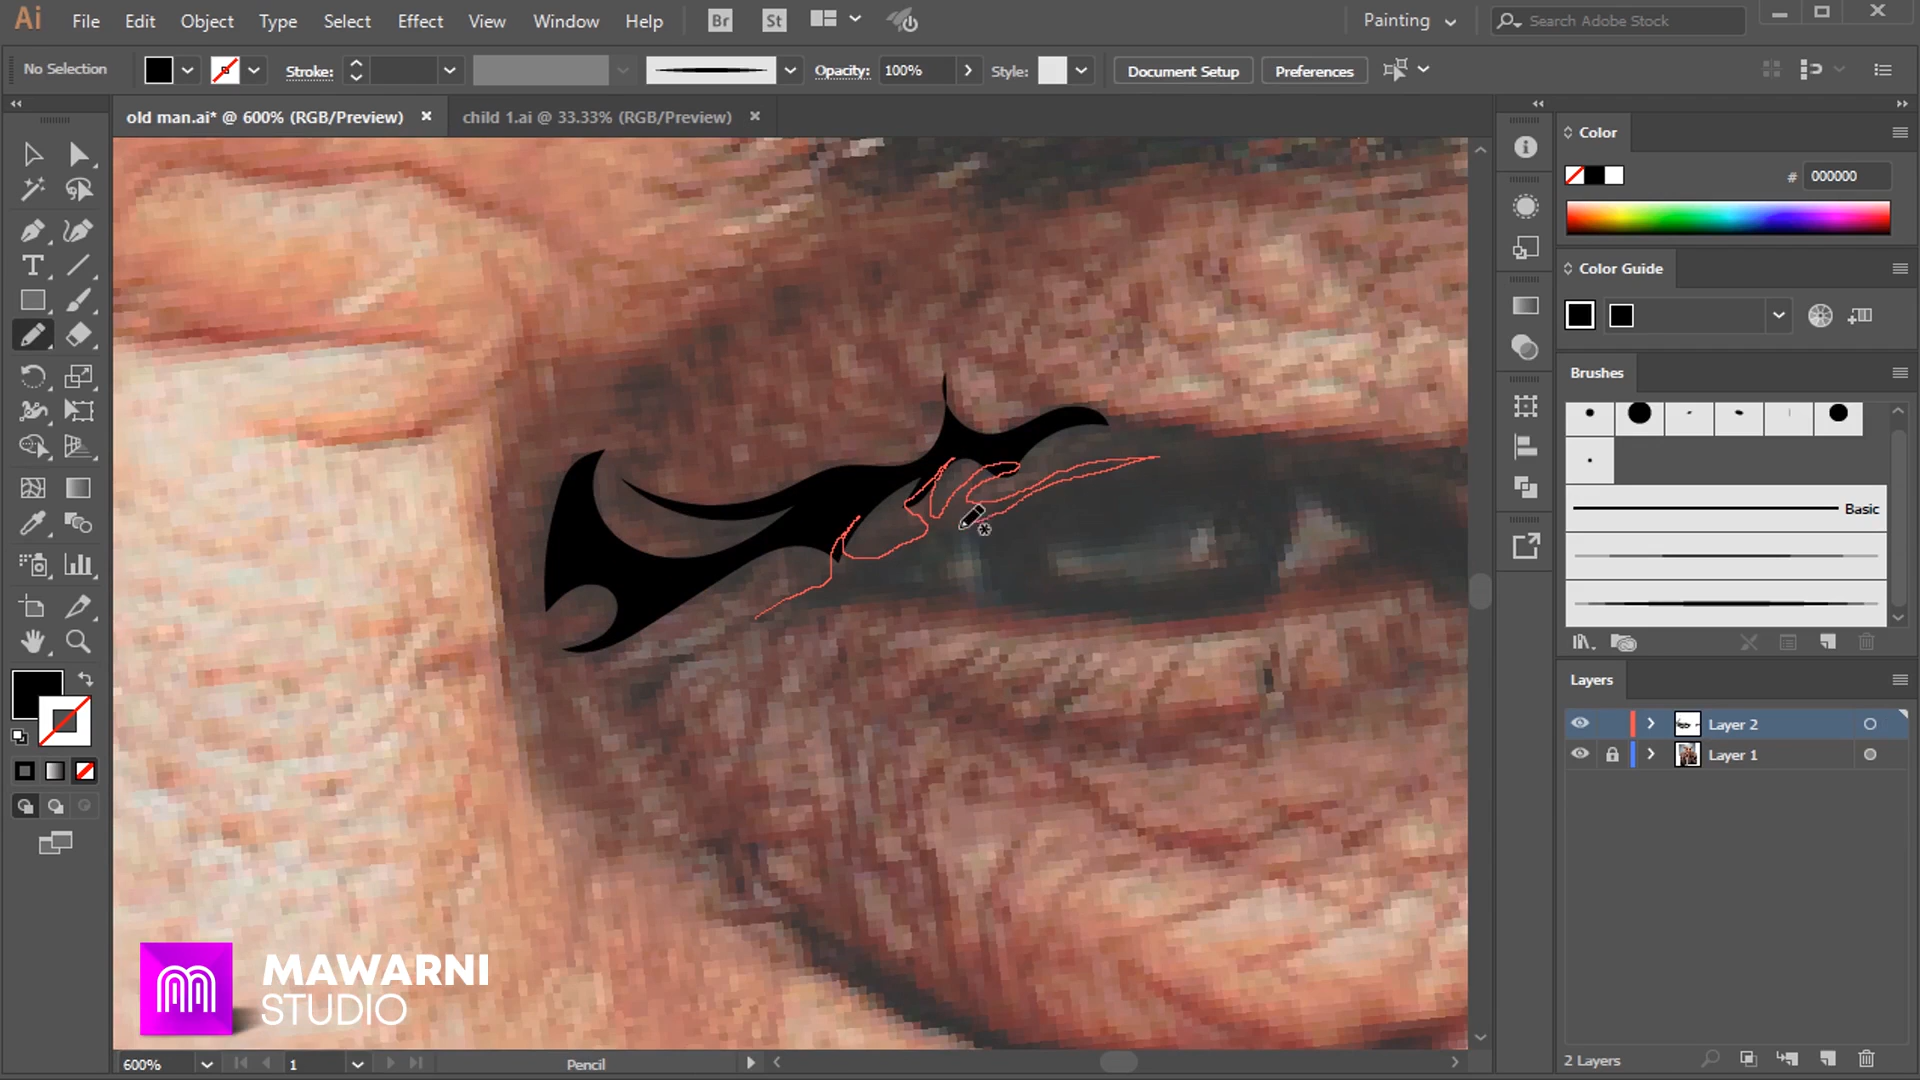 Ai File Edit Object Type Select Effect View Window Help Br St Painting Search Adobe Stock
No Selection Stroke: Opacity: 100% Style: Document Setup Preferences
old man.ai* @ 600% (RGB/Preview) child 1.ai @ 33.33% (RGB/Preview)
Color
# 000000
Color Guide
Brushes
Basic
Layers
Layer 2
Layer 1
MAWARNI
STUDIO
600% 1 Pencil 2 Layers